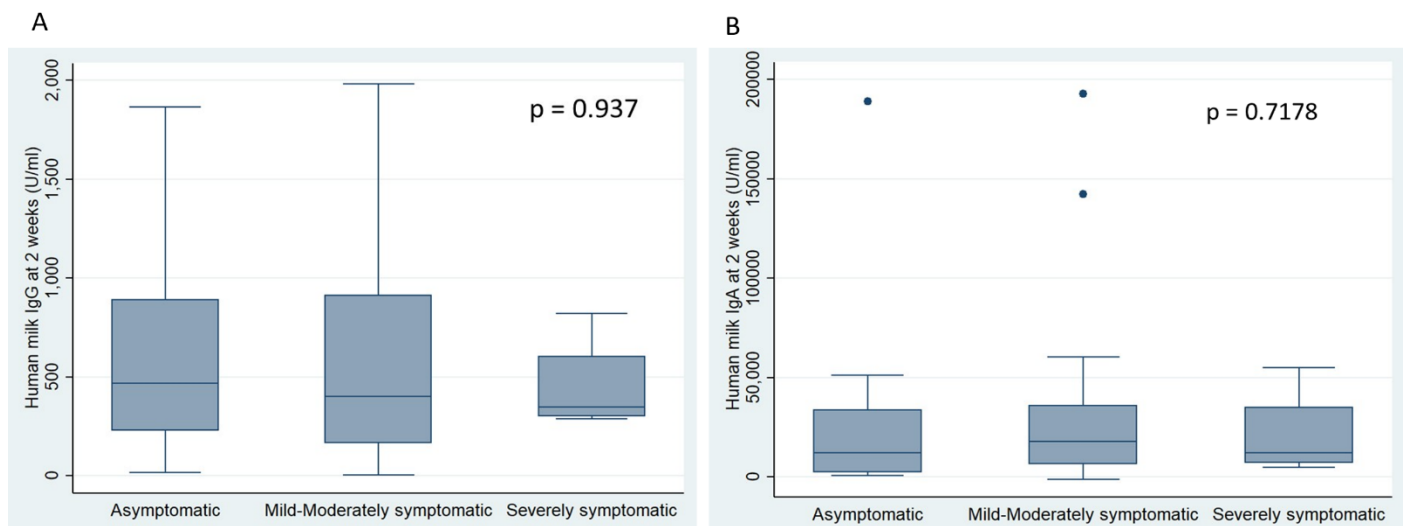 A
Human milk IgG at 2 weeks (U/ml)
2,000
1,500
1,000
500
0
p = 0.937
Asymptomatic
Mild-Moderately symptomatic
Severely symptomatic
B
Human milk IgA at 2 weeks (U/ml)
200000
150000
100000
50,000
0
p = 0.7178
Asymptomatic
Mild-Moderately symptomatic
Severely symptomatic